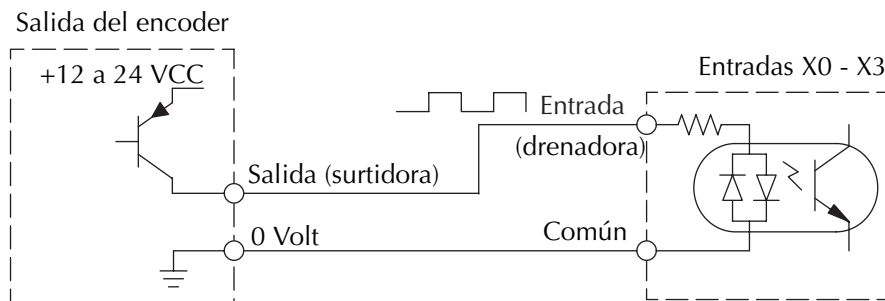 Salida del encoder
+12 a 24 VCC
Entradas X0 - X3
Entrada
(drenadora)
Salida (surtidora)
0 Volt
Común